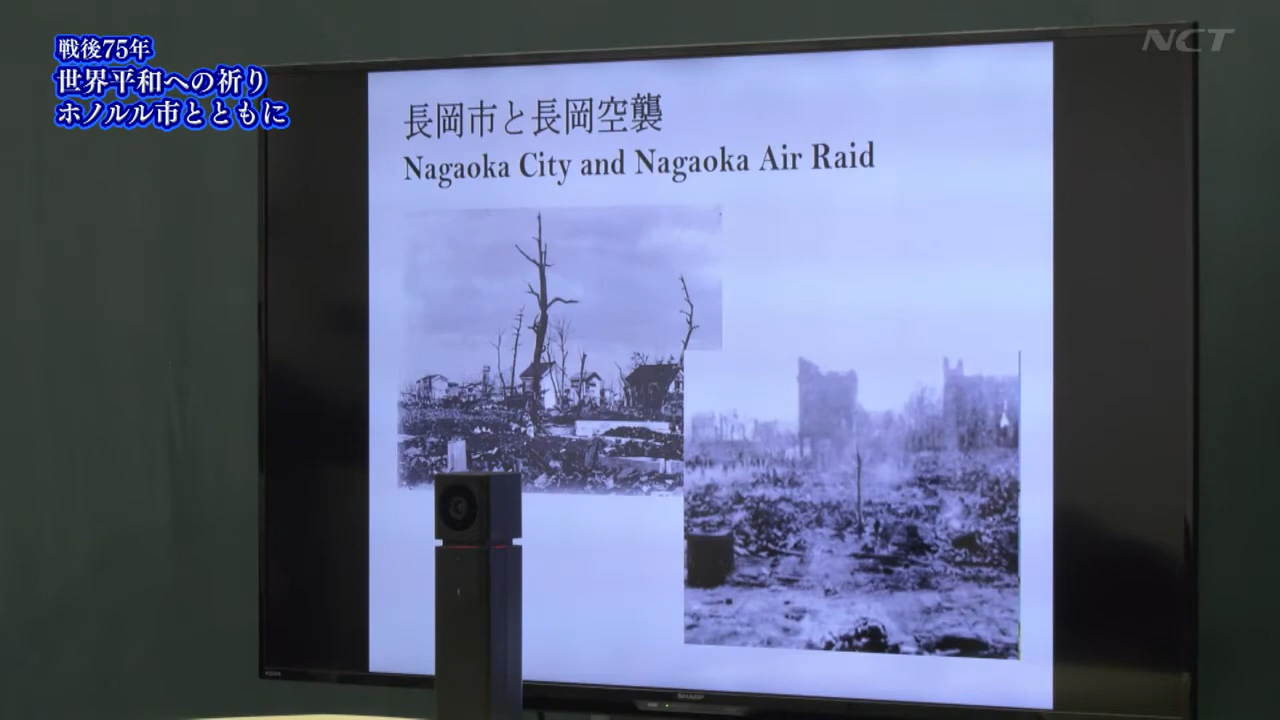 戦後75年
世界平和への祈り
ホノルル市とともに
NCT
長岡市と長岡空襲
Nagaoka City and Nagaoka Air Raid
SHARP